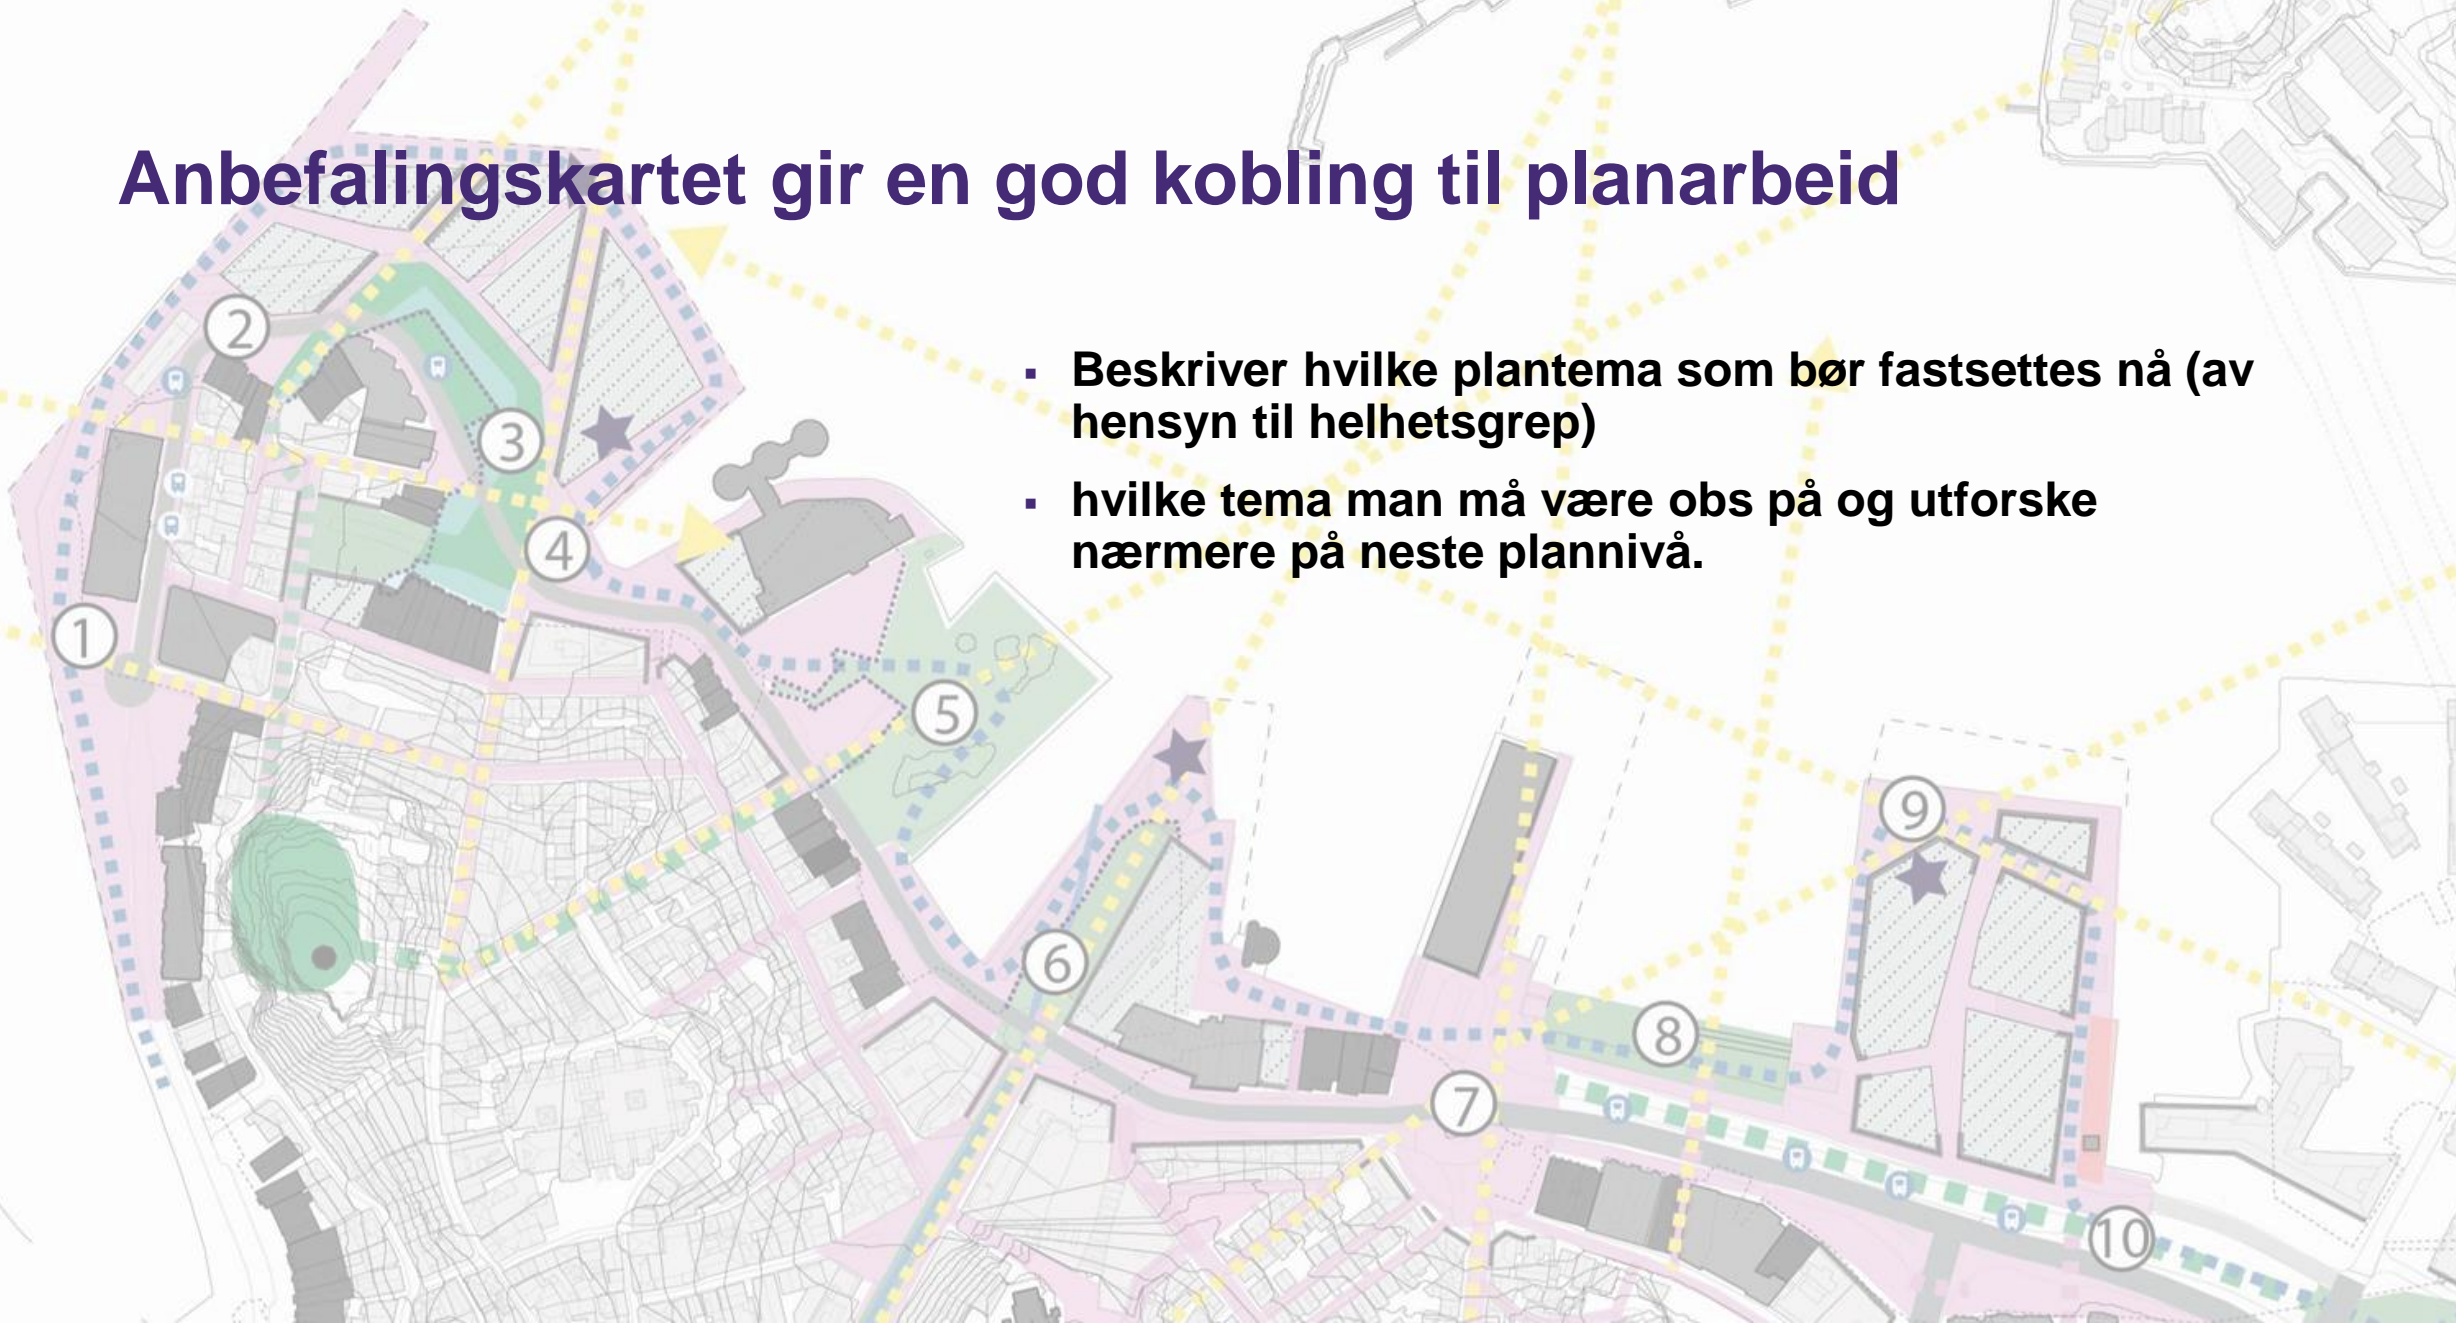 Anbefalingskartet gir en god kobling til planarbeid
▪ Beskriver hvilke plantema som bør fastsettes nå (av
hensyn til helhetsgrep)
▪ hvilke tema man må være obs på og utforske
nærmere på neste plannivå.
2
3
4
1
5
9
6
8
7
10